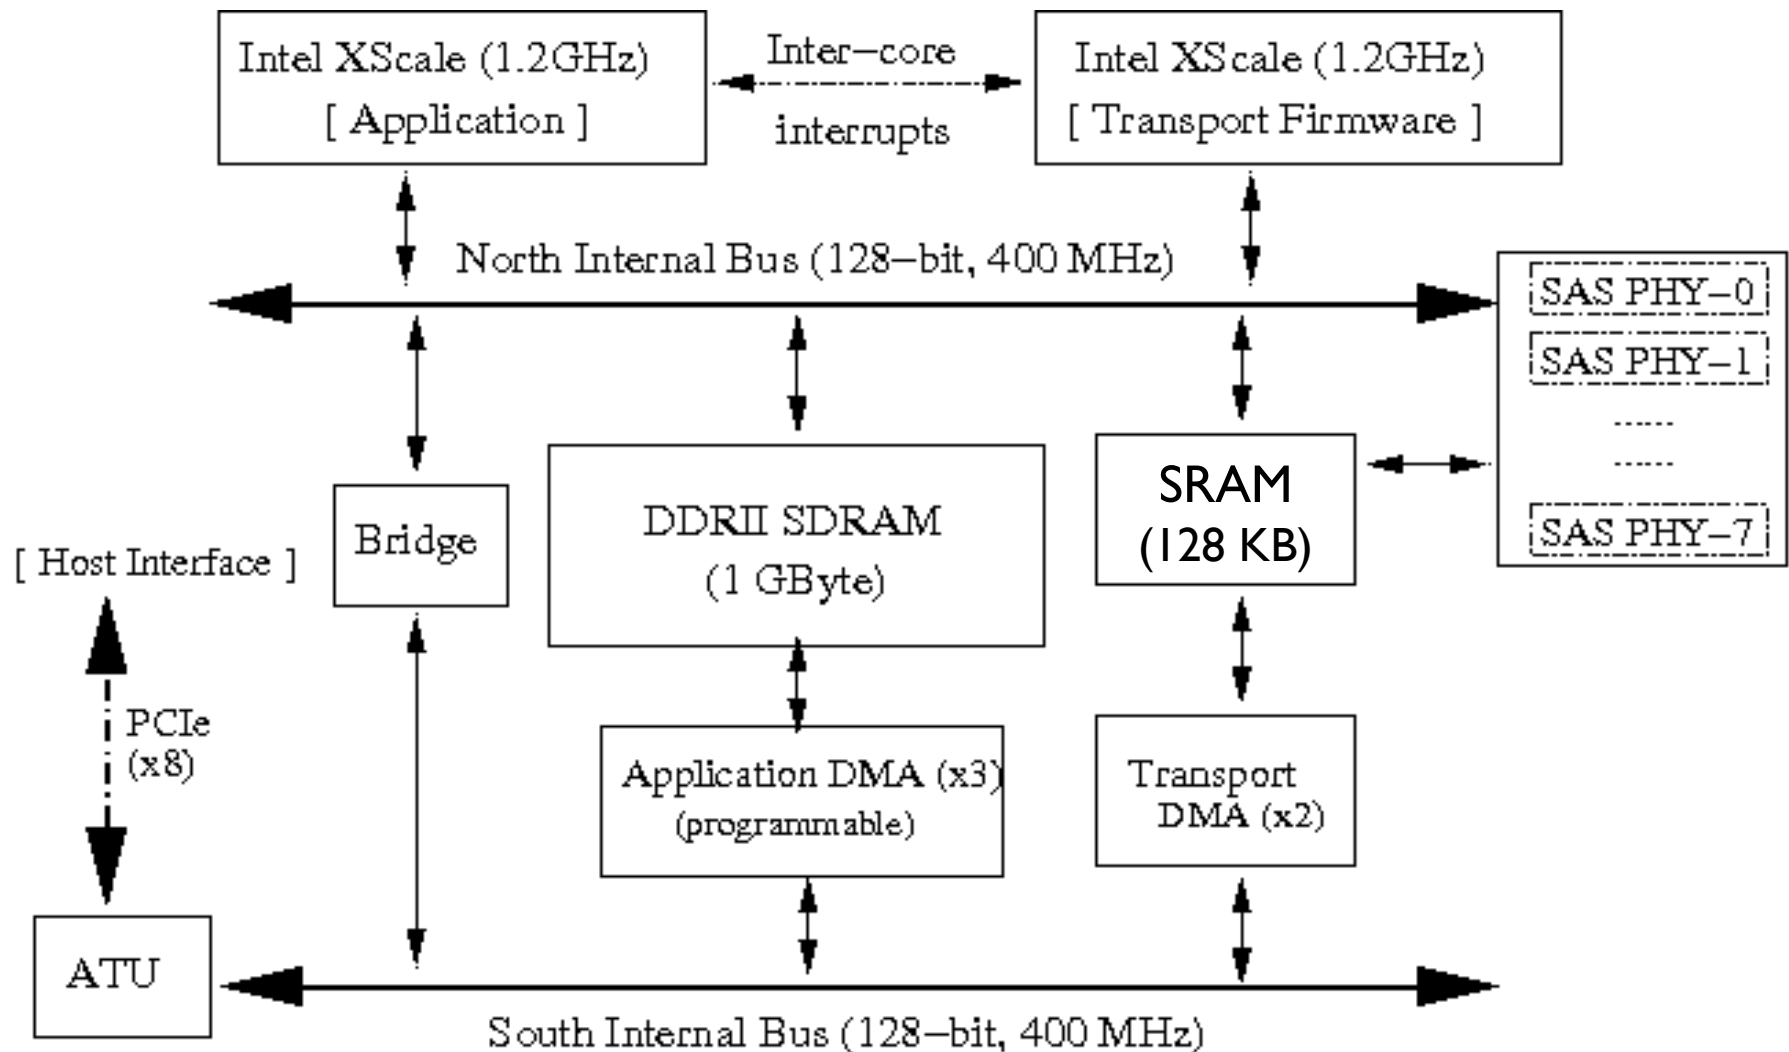 Intel XScale (1.2GHz)
[ Application ]
Inter-core
interrupts
Intel XScale (1.2GHz)
[ Transport Firmware ]
North Internal Bus (128-bit, 400 MHz)
SAS PHY-0
SAS PHY-1
------
------
SAS PHY-7
[ Host Interface ]
Bridge
DDRII SDRAM
(1 GByte)
SRAM
(128 KB)
PCIe
(x8)
Application DMA (x3)
(programmable)
Transport
DMA (x2)
ATU
South Internal Bus (128-bit, 400 MHz)